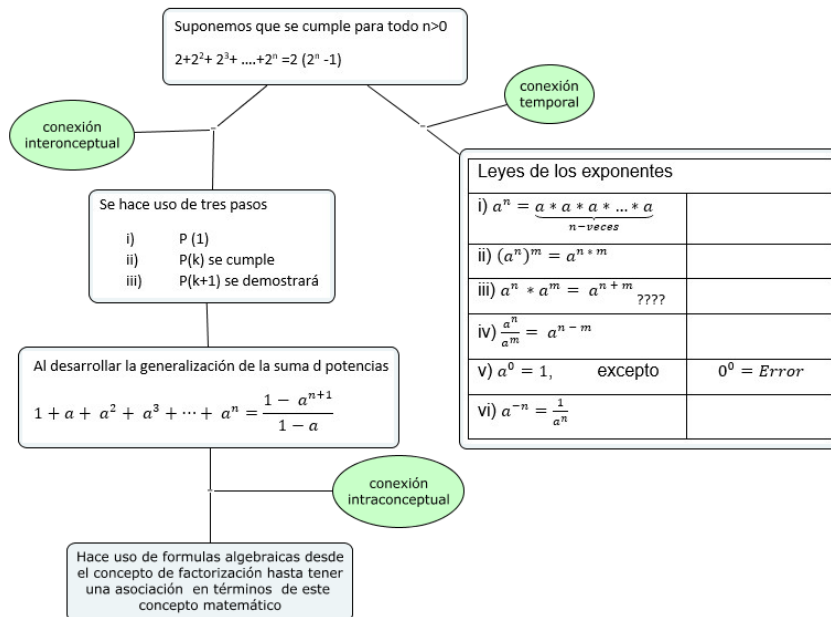 Suponemos que se cumple para todo n>0
2+2²+ 2³+ ....+2ⁿ =2 (2ⁿ -1)
conexión
temporal
conexión
interonceptual
Leyes de los exponentes
i) aⁿ = a * a * a * ... * a
n−veces
ii) (aⁿ)ᵐ = aⁿ * ᵐ
iii) aⁿ * aᵐ = aⁿ ⁺ ᵐ ????
iv) aⁿ/aᵐ = aⁿ ⁻ ᵐ
v) a⁰ = 1, excepto 0⁰ = Error
vi) a⁻ⁿ = 1/aⁿ
Se hace uso de tres pasos
i) P (1)
ii) P(k) se cumple
iii) P(k+1) se demostrará
Al desarrollar la generalización de la suma d potencias
1 + a + a² + a³ + ⋯ + aⁿ = (1 − aⁿ⁺¹)/(1 − a)
conexión
intraconceptual
Hace uso de formulas algebraicas desde
el concepto de factorización hasta tener
una asociación en términos de este
concepto matemático